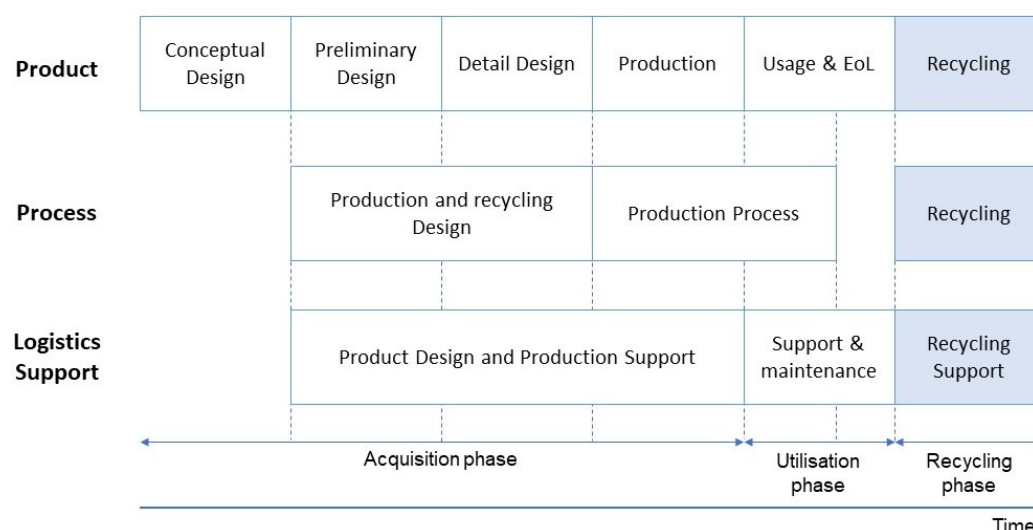 Product
Conceptual
Design
Preliminary
Design
Detail Design
Production
Usage & EoL
Recycling
Process
Production and recycling
Design
Production Process
Recycling
Logistics
Support
Product Design and Production Support
Support &
maintenance
Recycling
Support
Acquisition phase
Utilisation
phase
Recycling
phase
Time